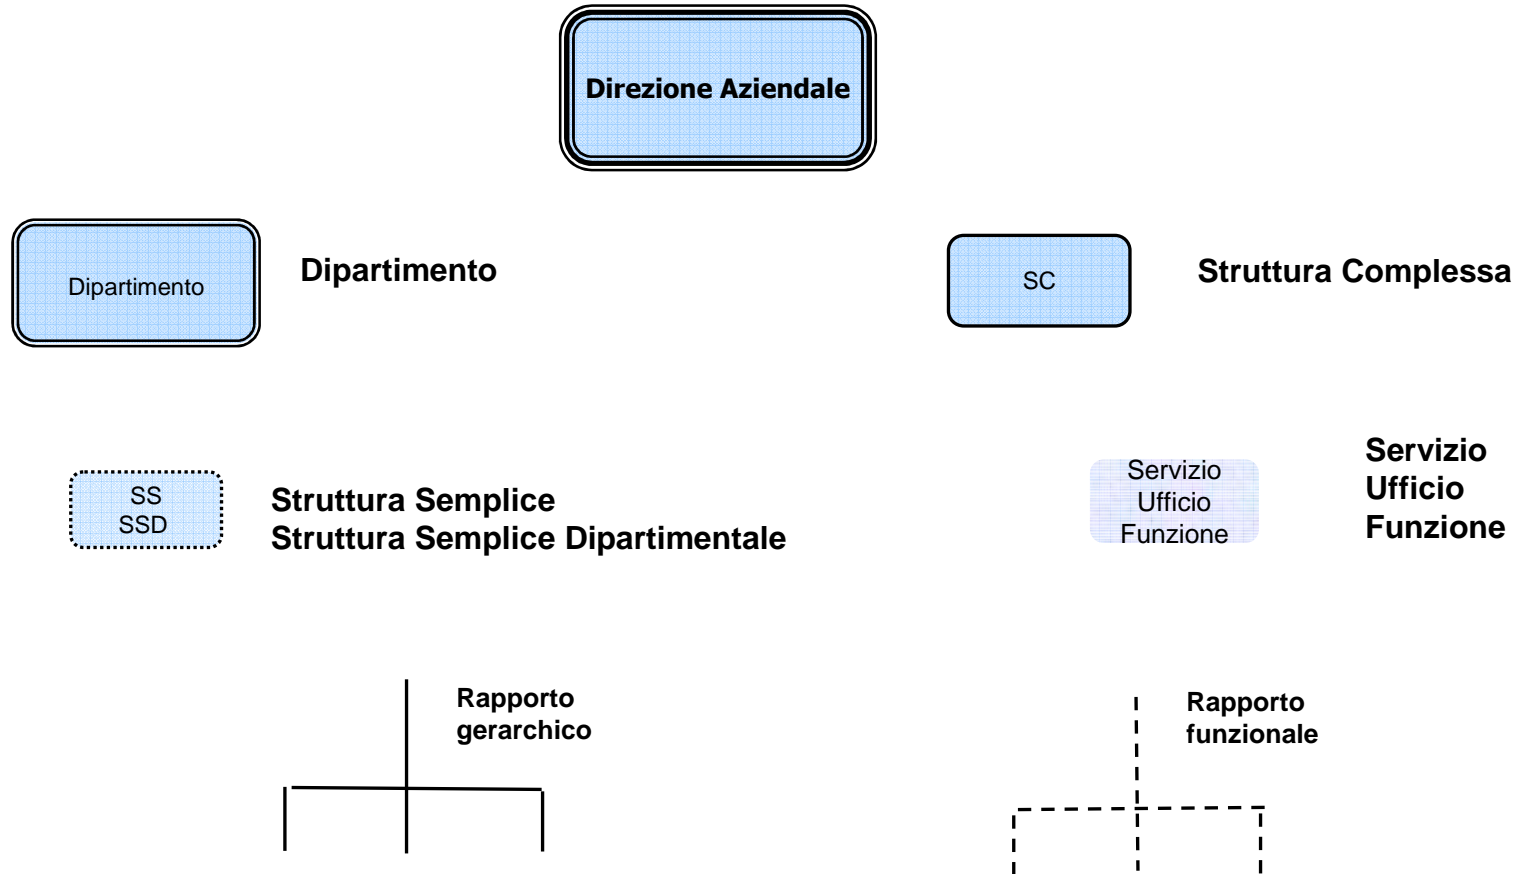 Direzione Aziendale
Dipartimento
Dipartimento
SC
Struttura Complessa
SS
SSD
Struttura Semplice
Struttura Semplice Dipartimentale
Servizio
Ufficio
Funzione
Servizio
Ufficio
Funzione
Rapporto
gerarchico
Rapporto
funzionale